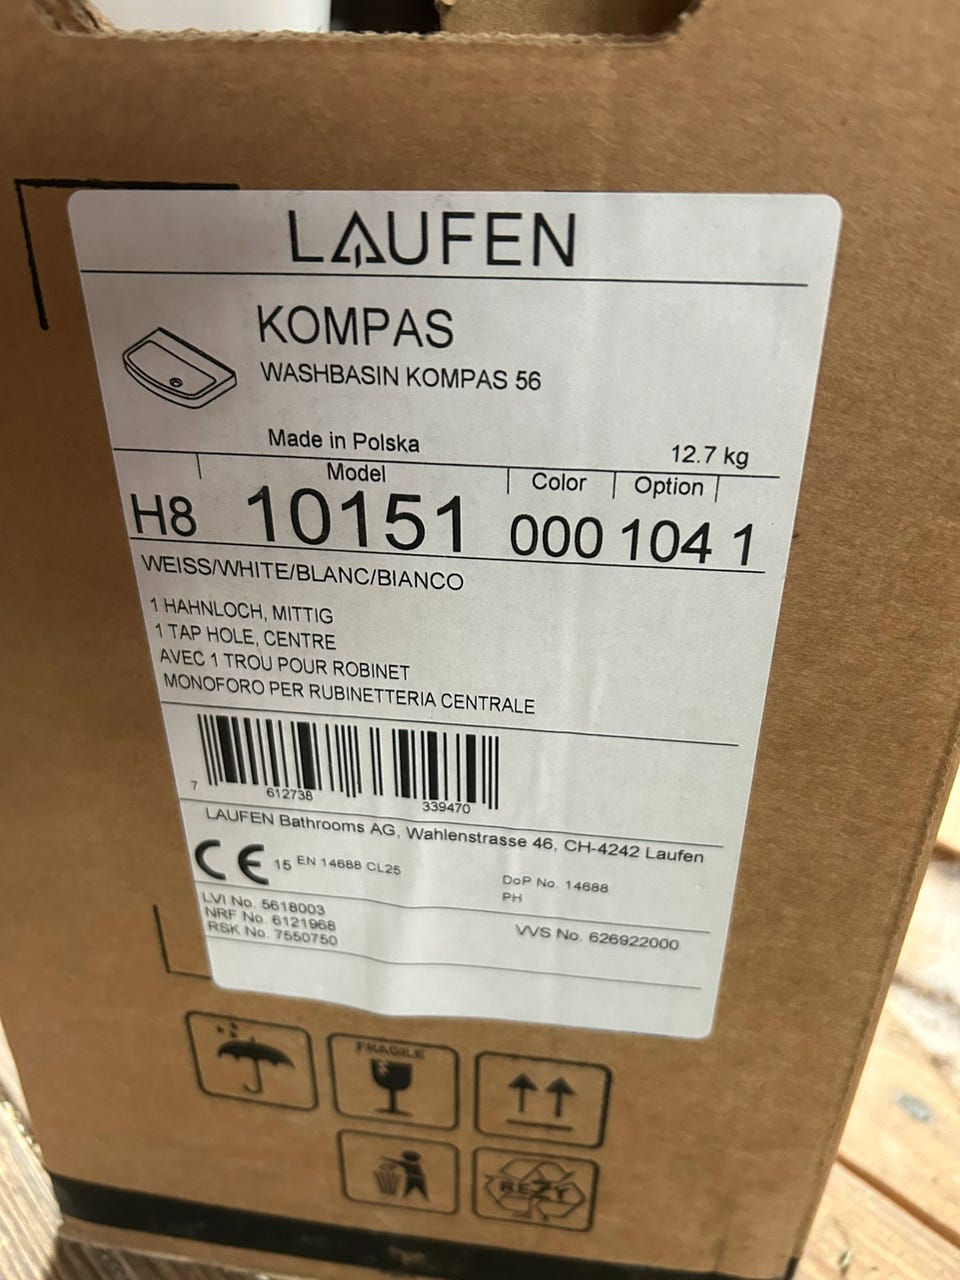 LAUFEN
KOMPAS
WASHBASIN KOMPAS 56
Made in Polska 12.7 kg
Model Color Option
H8 10151 000 104 1
WEISS/WHITE/BLANC/BIANCO
1 HAHNLOCH, MITTIG
1 TAP HOLE, CENTRE
AVEC 1 TROU POUR ROBINET
MONOFORO PER RUBINETTERIA CENTRALE
7 612738 339470
LAUFEN Bathrooms AG, Wahlenstrasse 46, CH-4242 Laufen
CE 15 EN 14688 CL25 DoP No. 14688
PH
LVI No. 5618003
NRF No. 6121968 VVS No. 626922000
RSK No. 7550750
FRAGILE
REZY